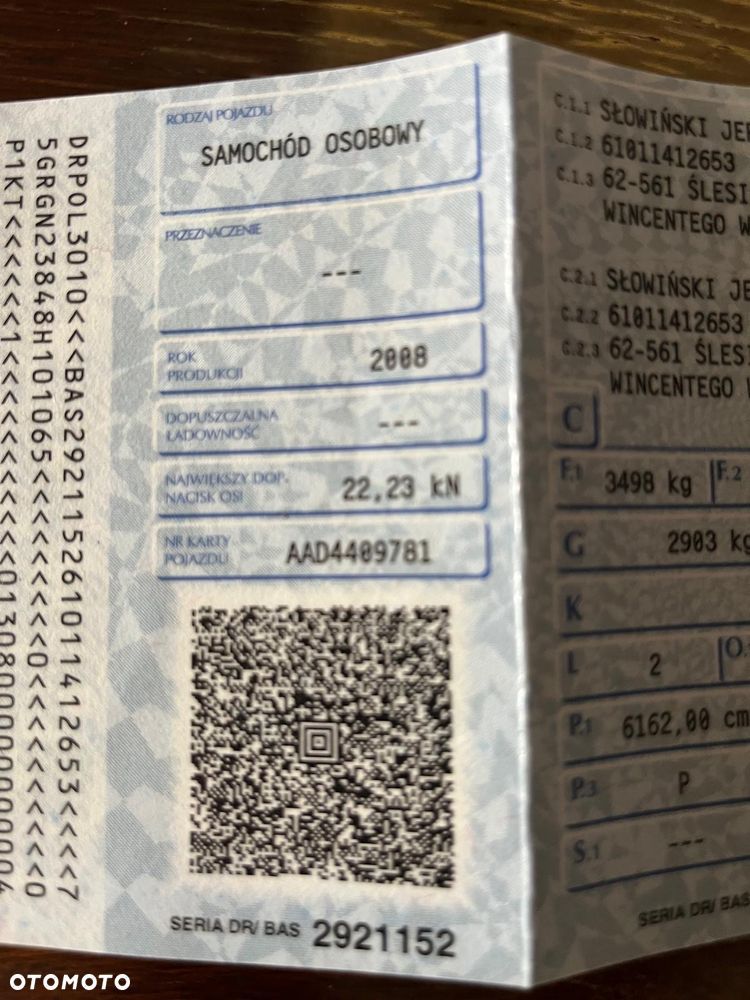 DRPOL3010<<<BAS292115261011412653<<<<7
5GRGN23848H101065<<<<<<<<0<<<<<<<<<<<0
RODZAJ POJAZDU
SAMOCHÓD OSOBOWY
PRZEZNACZENIE
---
ROK
PRODUKCJI
2008
DOPUSZCZALNA
ŁADOWNOŚĆ
---
NAJWIĘKSZY DOP.
NACISK OSI
22,23 kN
NR KARTY
POJAZDU
AAD4409781
SERIA DR/ BAS 2921152
C.1.1 SŁOWIŃSKI JE
C.1.2 61011412653
C.1.3 62-561 ŚLESI
WINCENTEGO W
C.2.1 SŁOWIŃSKI JE
C.2.2 61011412653
C.2.3 62-561 ŚLESI
WINCENTEGO
C
F.1 3498 kg F.2
G 2903 kg
K
L 2 O.
P.1 6162,00 cm
P.3 P
S.1 ---
SERIA DR/ BAS
OTOMOTO